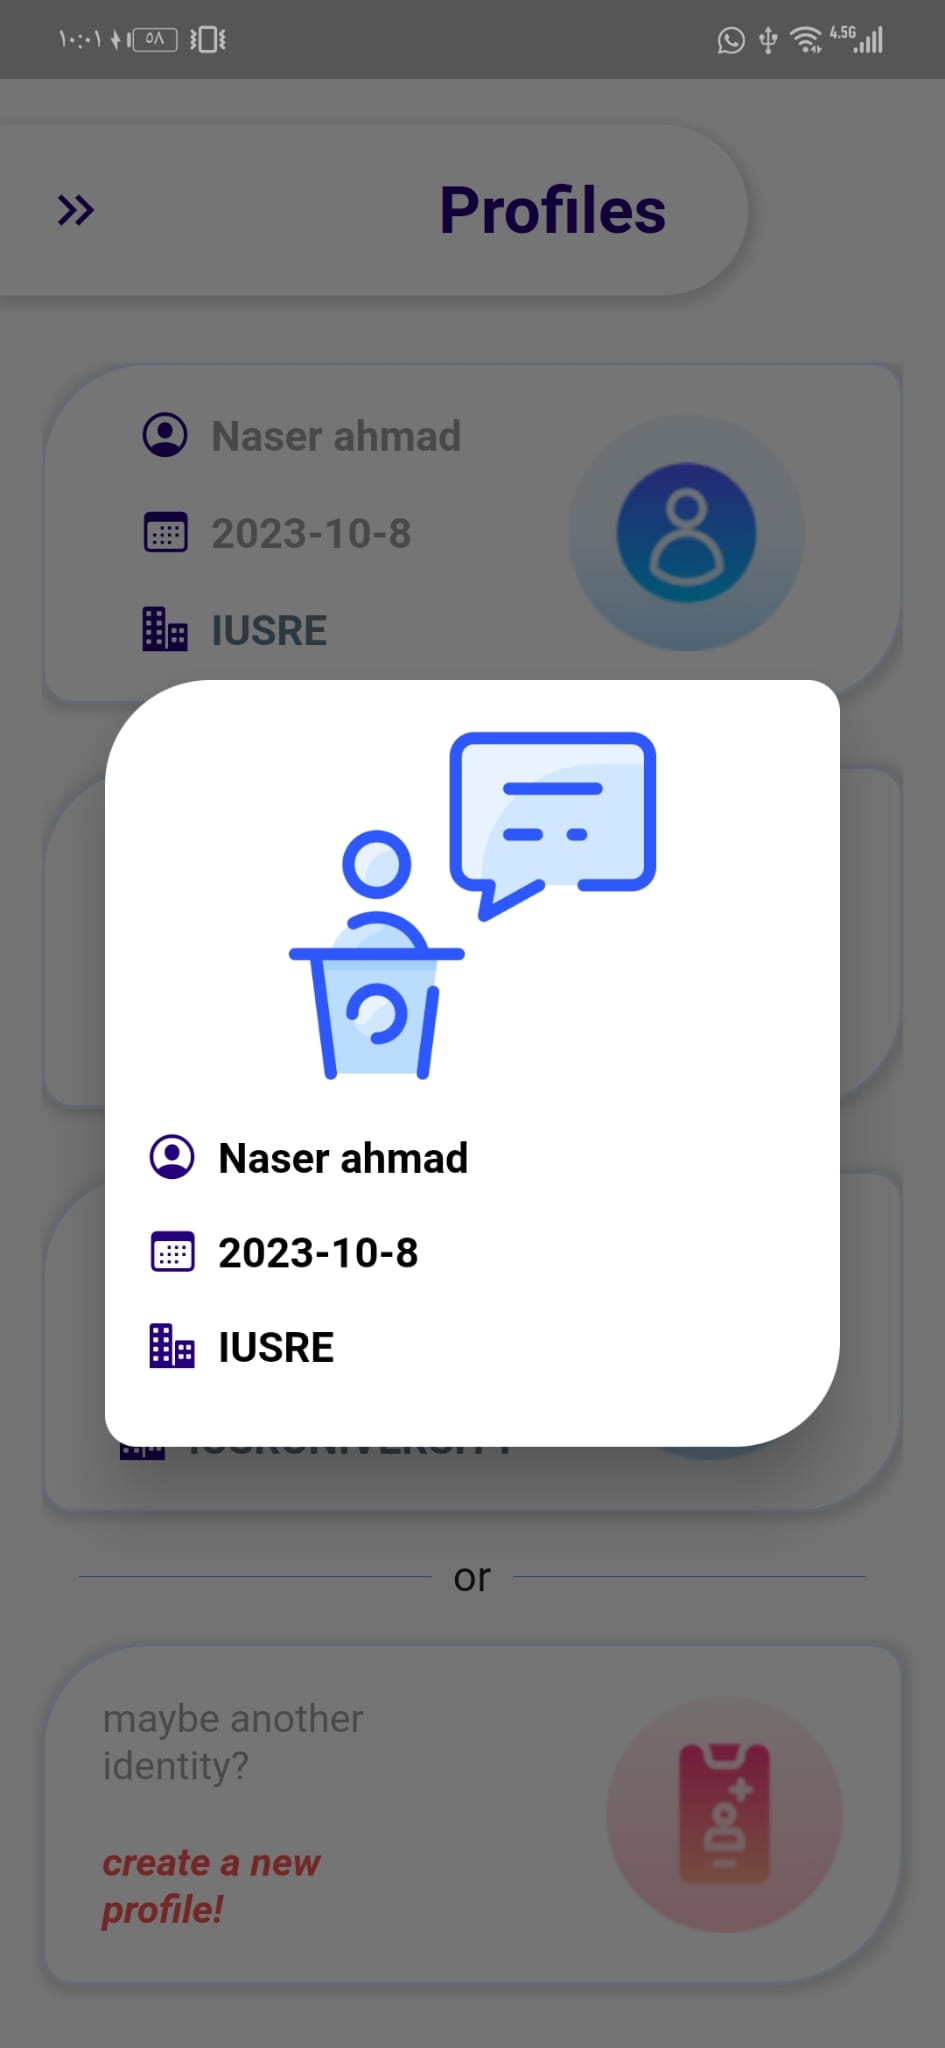 ١٠:٠١
٥٨
4.5G
Profiles
Naser ahmad
2023-10-8
IUSRE
Naser ahmad
2023-10-8
IUSRE
or
maybe another
identity?
create a new
profile!